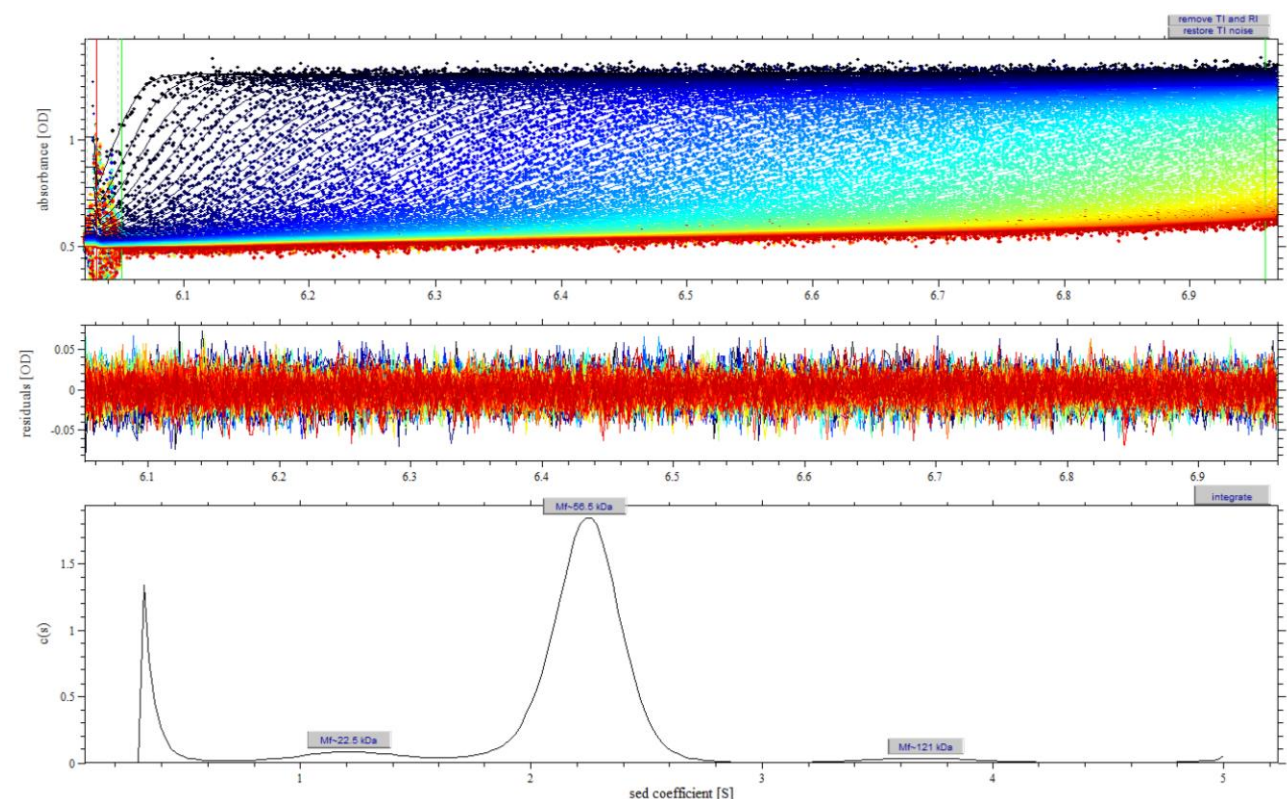 remove TI and RI
restore TI noise
absorbance [OD]
1
0.5
6.1 6.2 6.3 6.4 6.5 6.6 6.7 6.8 6.9
residuals [OD]
0.05
0
-0.05
6.1 6.2 6.3 6.4 6.5 6.6 6.7 6.8 6.9
integrate
Mf~56.5 kDa
c(s)
1.5
1
0.5
0
Mf~22.5 kDa
Mf~121 kDa
1 2 3 4 5
sed coefficient [S]